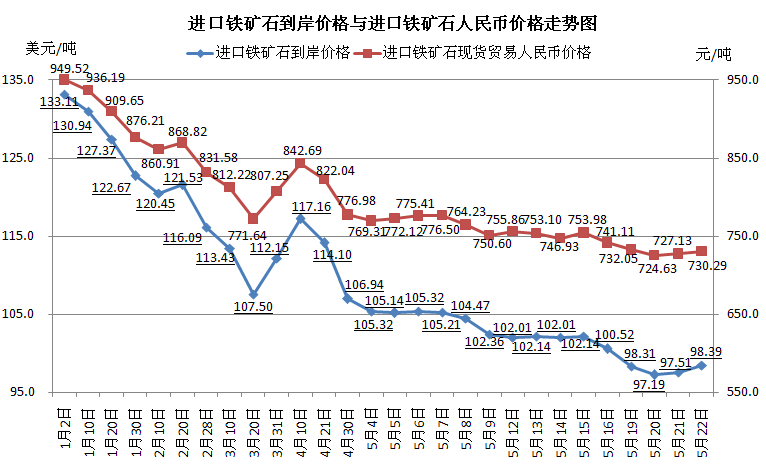 进口铁矿石到岸价格与进口铁矿石人民币价格走势图
美元/吨
进口铁矿石到岸价格
进口铁矿石现货贸易人民币价格
元/吨
135.0
125.0
115.0
105.0
95.0
950.0
850.0
750.0
650.0
550.0
949.52
936.19
909.65
876.21
860.91
868.82
831.58
812.22
771.64
807.25
842.69
822.04
776.98
769.31
772.12
775.41
776.50
764.23
750.60
755.86
753.10
746.93
753.98
741.11
732.05
724.63
727.13
730.29
133.11
130.94
127.37
122.67
120.45
121.53
116.09
113.43
107.50
112.15
117.16
114.10
106.94
105.32
105.14
105.32
105.21
104.47
102.36
102.01
102.14
102.01
102.14
100.52
98.31
97.19
97.51
98.39
1月2日
1月10日
1月20日
1月30日
2月10日
2月20日
2月28日
3月10日
3月20日
3月31日
4月10日
4月21日
4月30日
5月4日
5月5日
5月6日
5月7日
5月8日
5月9日
5月12日
5月13日
5月14日
5月15日
5月16日
5月19日
5月20日
5月21日
5月22日